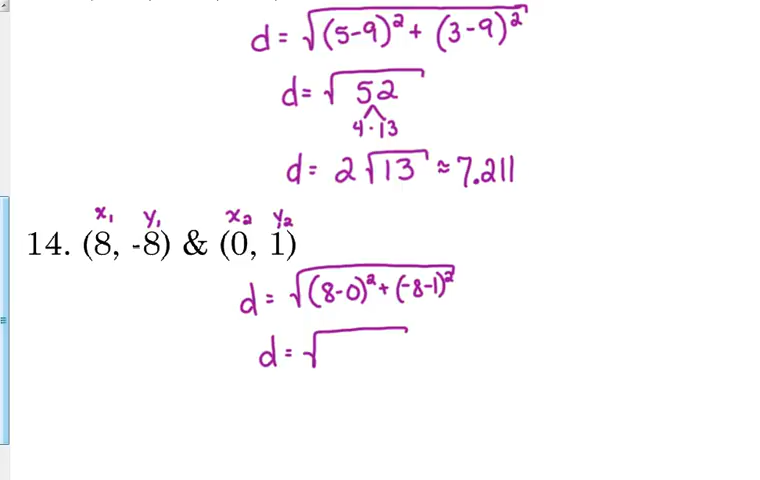 d = √(5-9)² + (3-9)²
d = √52
4 · 13
d = 2√13 ≈ 7.211
x₁ y₁ x₂ y₂
14. (8, -8) & (0, 1)
d = √(8-0)² + (-8-1)²
d = √